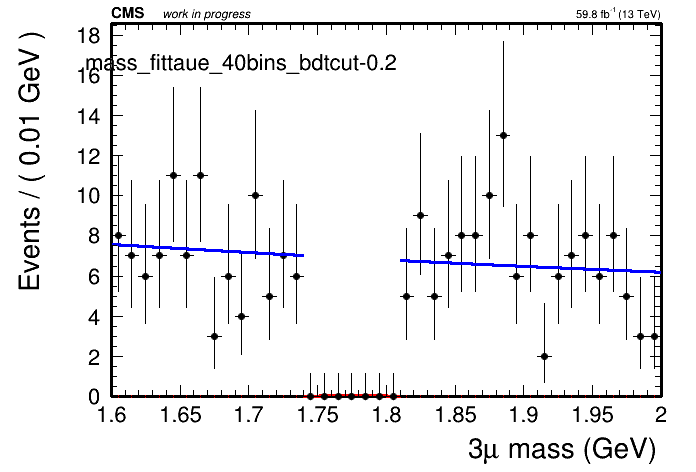 CMS work in progress 59.8 fb-1 (13 TeV)
mass_fittaue_40bins_bdtcut-0.2
Events / ( 0.01 GeV )
18
16
14
12
10
8
6
4
2
0
1.6 1.65 1.7 1.75 1.8 1.85 1.9 1.95 2
3μ mass (GeV)